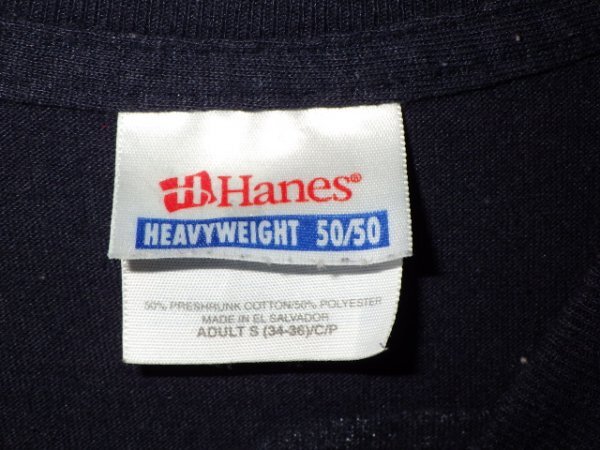 Hanes®
HEAVYWEIGHT 50/50
50% PRESHRUNK COTTON/50% POLYESTER
MADE IN EL SALVADOR
ADULT S (34-36)/C/P